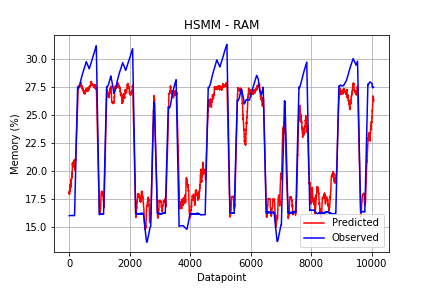 HSMM - RAM
30.0
27.5
25.0
22.5
20.0
17.5
15.0
Memory (%)
0 2000 4000 6000 8000 10000
Datapoint
Predicted
Observed